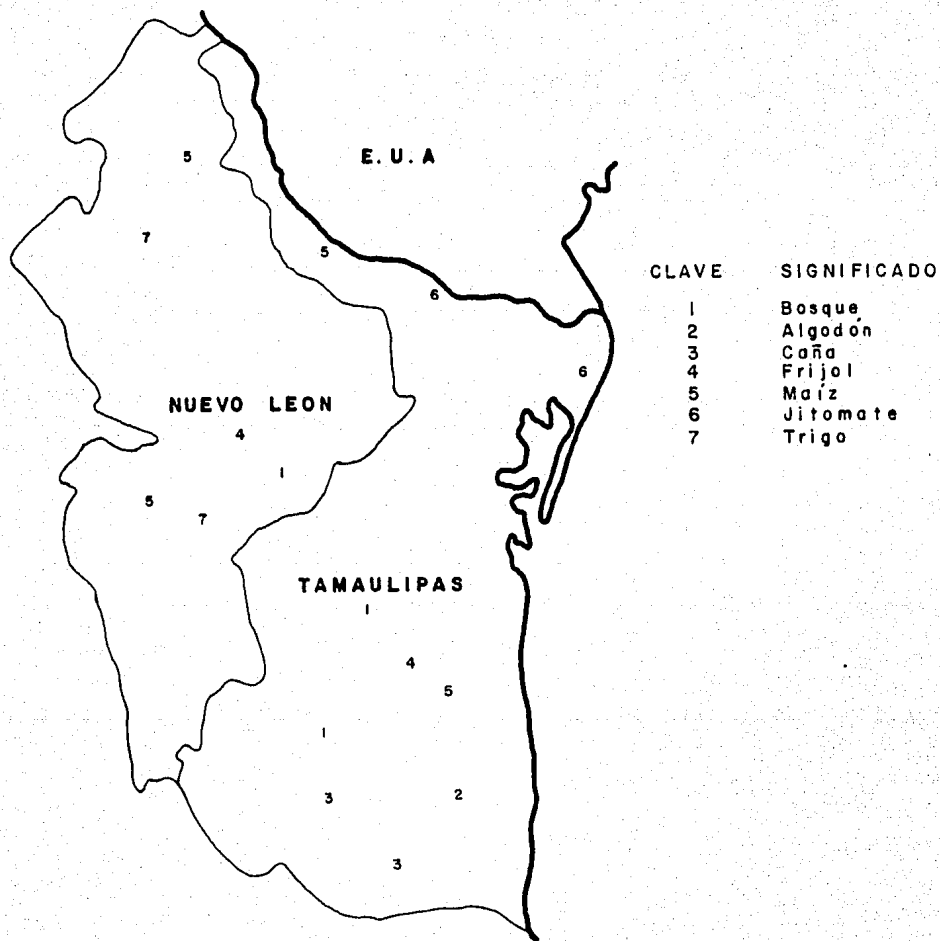 E.U.A
5
7
5
6
CLAVE SIGNIFICADO
1 Bosque
2 Algodón
3 Caña
4 Frijol
5 Maíz
6 Jitomate
7 Trigo
6
NUEVO LEON
4
1
5
7
TAMAULIPAS
1
4
5
1
3
2
3